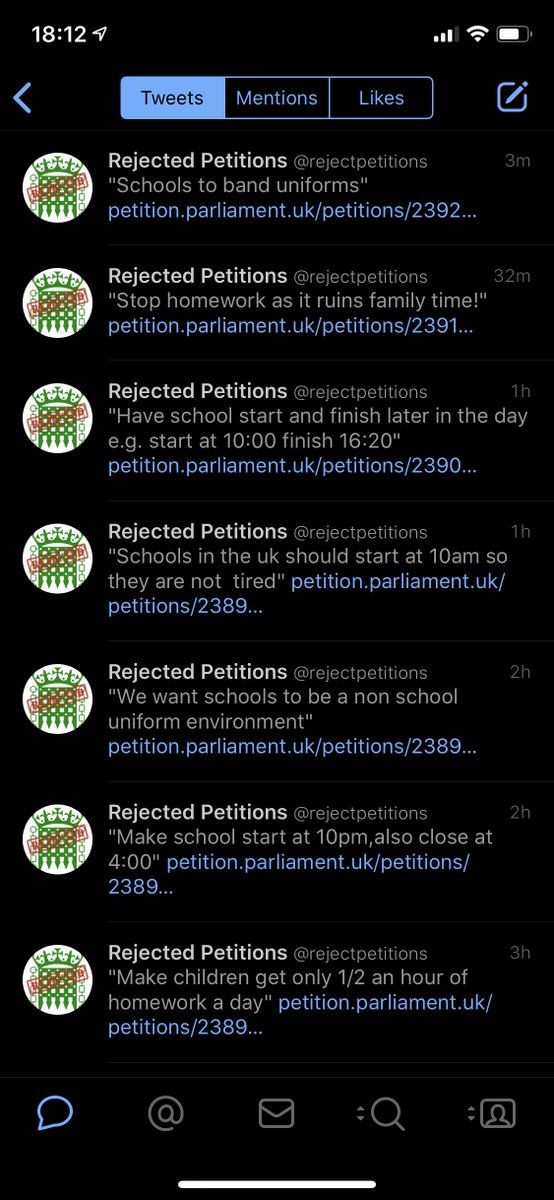 18:12
Tweets Mentions Likes
Rejected Petitions @rejectpetitions 3m
"Schools to band uniforms"
petition.parliament.uk/petitions/2392...
Rejected Petitions @rejectpetitions 32m
"Stop homework as it ruins family time!"
petition.parliament.uk/petitions/2391...
Rejected Petitions @rejectpetitions 1h
"Have school start and finish later in the day
e.g. start at 10:00 finish 16:20"
petition.parliament.uk/petitions/2390...
Rejected Petitions @rejectpetitions 1h
"Schools in the uk should start at 10am so
they are not  tired" petition.parliament.uk/
petitions/2389...
Rejected Petitions @rejectpetitions 2h
"We want schools to be a non school
uniform environment"
petition.parliament.uk/petitions/2389...
Rejected Petitions @rejectpetitions 2h
"Make school start at 10pm,also close at
4:00" petition.parliament.uk/petitions/
2389...
Rejected Petitions @rejectpetitions 3h
"Make children get only 1/2 an hour of
homework a day" petition.parliament.uk/
petitions/2389...